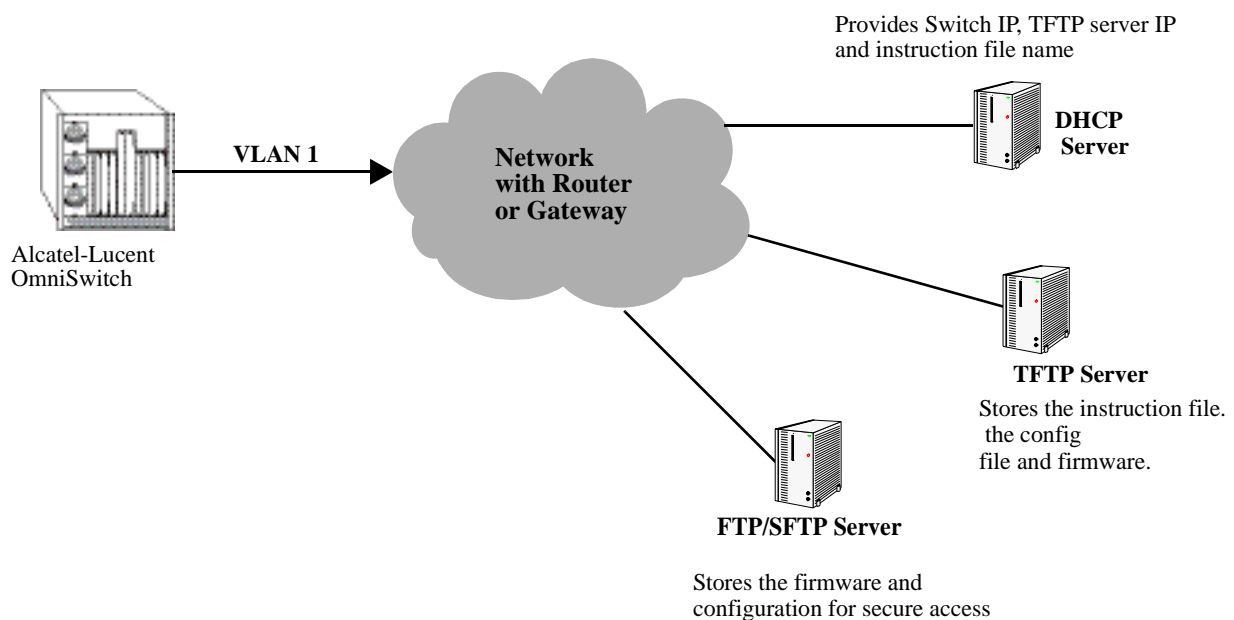 Provides Switch IP, TFTP server IP
and instruction file name
DHCP
Server
VLAN 1
Network
with Router
or Gateway
Alcatel-Lucent
OmniSwitch
TFTP Server
Stores the instruction file.
the config
file and firmware.
FTP/SFTP Server
Stores the firmware and
configuration for secure access